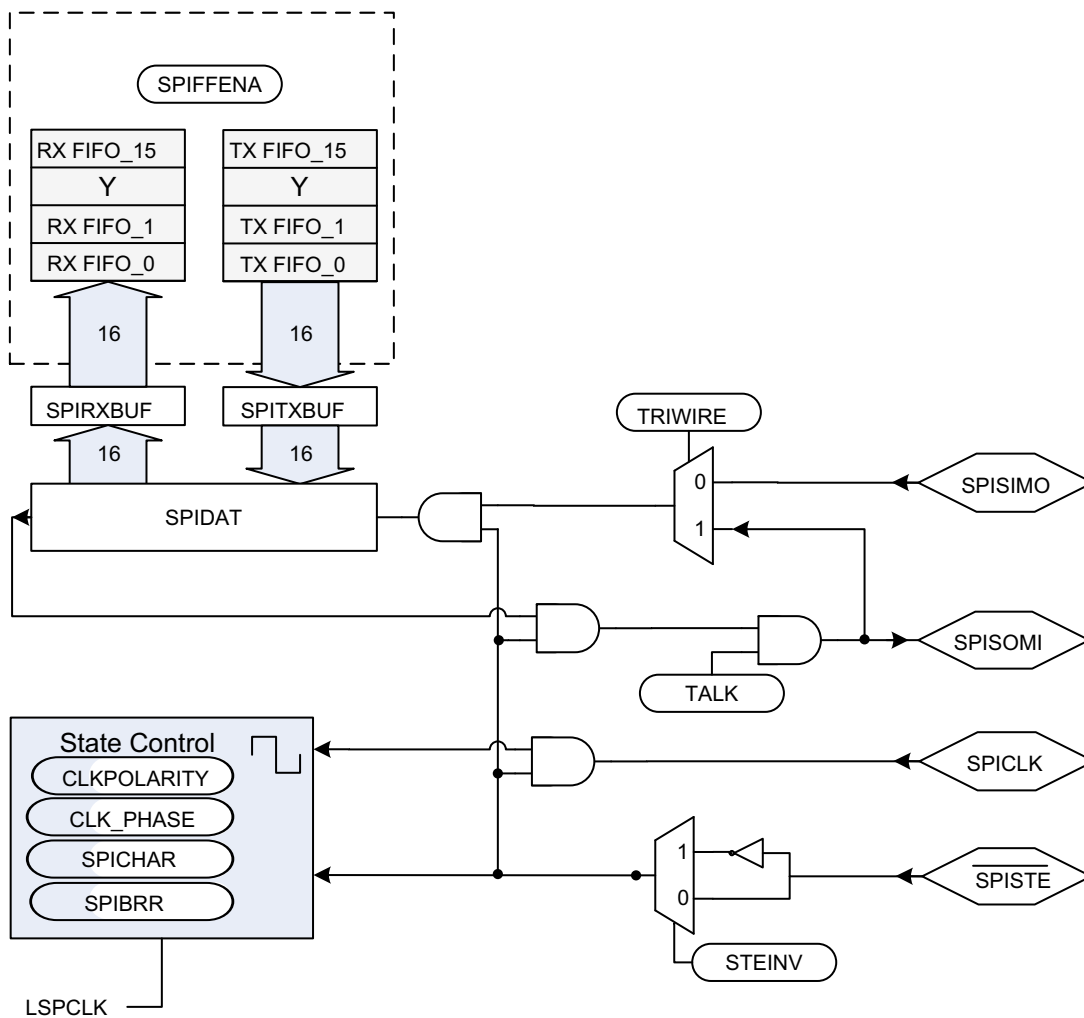 SPIFFENA
RX FIFO_15
TX FIFO_15
Y
Y
RX FIFO_1
TX FIFO_1
RX FIFO_0
TX FIFO_0
16
16
SPIRXBUF
SPITXBUF
16
16
SPIDAT
TRIWIRE
0
1
SPISIMO
SPISOMI
TALK
State Control
CLKPOLARITY
CLK_PHASE
SPICHAR
SPIBRR
SPICLK
1
0
SPISTE
STEINV
LSPCLK